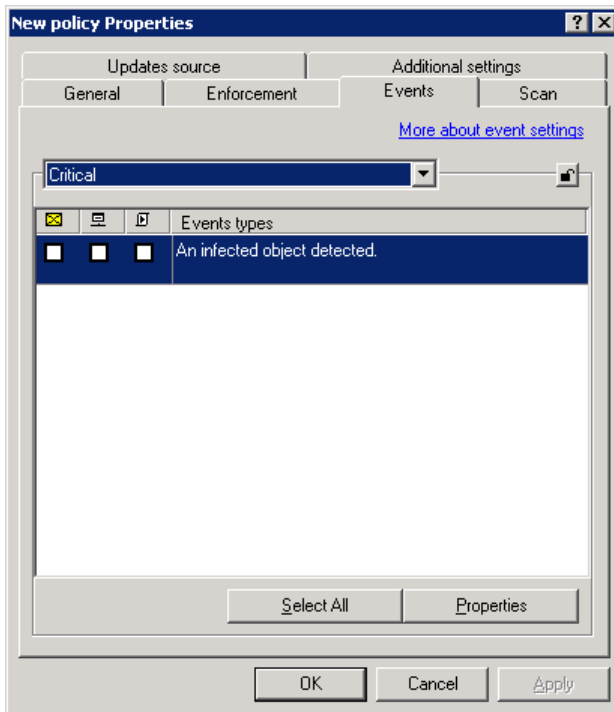 New policy Properties
Updates source
Additional settings
General
Enforcement
Events
Scan
More about event settings
Critical
Events types
An infected object detected.
Select All
Properties
OK
Cancel
Apply